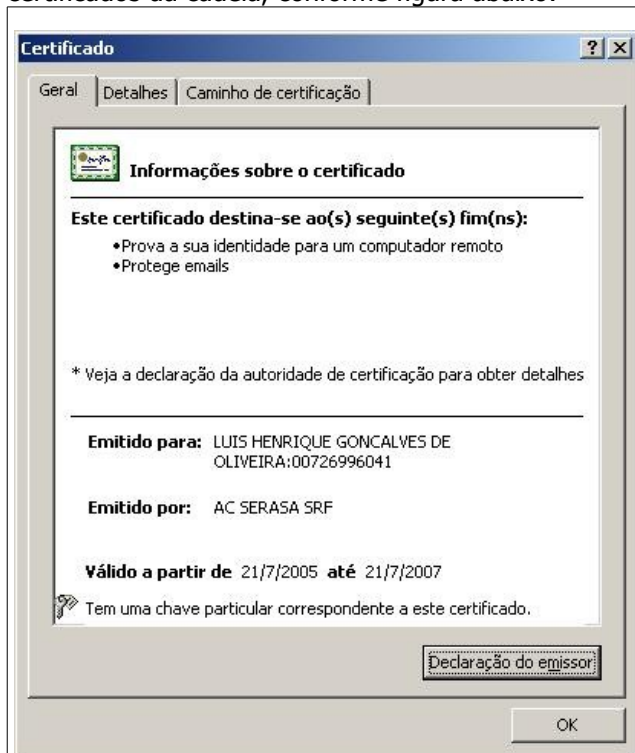 certificados da cadeia, conforme figura abaixo:
Certificado
Geral Detalhes Caminho de certificação
Informações sobre o certificado
Este certificado destina-se ao(s) seguinte(s) fim(ns):
•Prova a sua identidade para um computador remoto
•Protege emails
* Veja a declaração da autoridade de certificação para obter detalhes
Emitido para: LUIS HENRIQUE GONCALVES DE
OLIVEIRA:00726996041
Emitido por: AC SERASA SRF
Válido a partir de 21/7/2005 até 21/7/2007
Tem uma chave particular correspondente a este certificado.
Declaração do emissor
OK